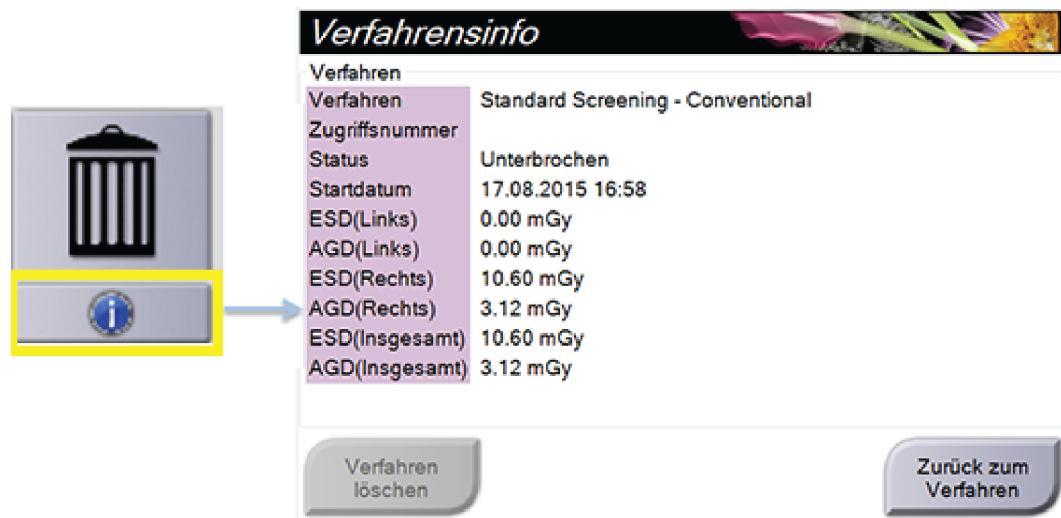 Verfahrensinfo
Verfahren
Verfahren Standard Screening - Conventional
Zugriffsnummer
Status Unterbrochen
Startdatum 17.08.2015 16:58
ESD(Links) 0.00 mGy
AGD(Links) 0.00 mGy
ESD(Rechts) 10.60 mGy
AGD(Rechts) 3.12 mGy
ESD(Insgesamt) 10.60 mGy
AGD(Insgesamt) 3.12 mGy
Verfahren
löschen
Zurück zum
Verfahren